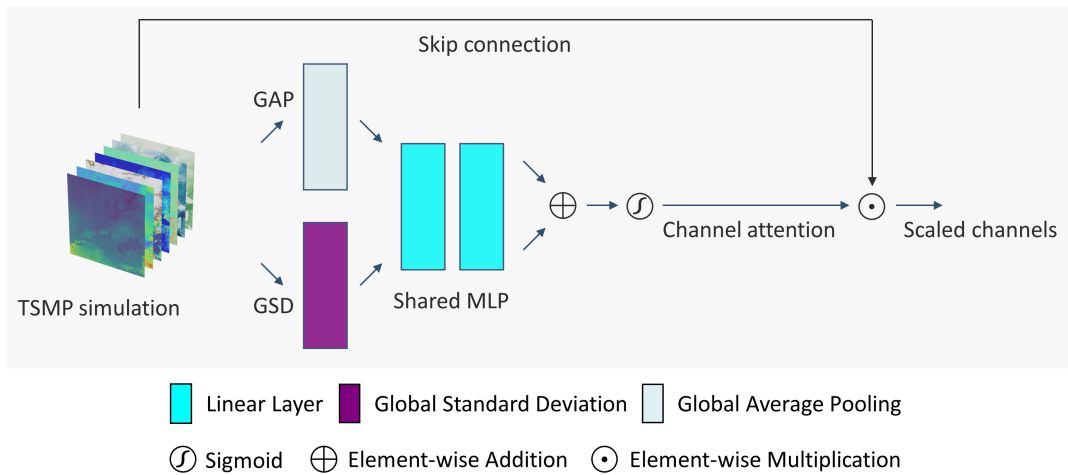 Skip connection
GAP
TSMP simulation
GSD
Shared MLP
Channel attention
Scaled channels
Linear Layer
Global Standard Deviation
Global Average Pooling
Sigmoid
Element-wise Addition
Element-wise Multiplication